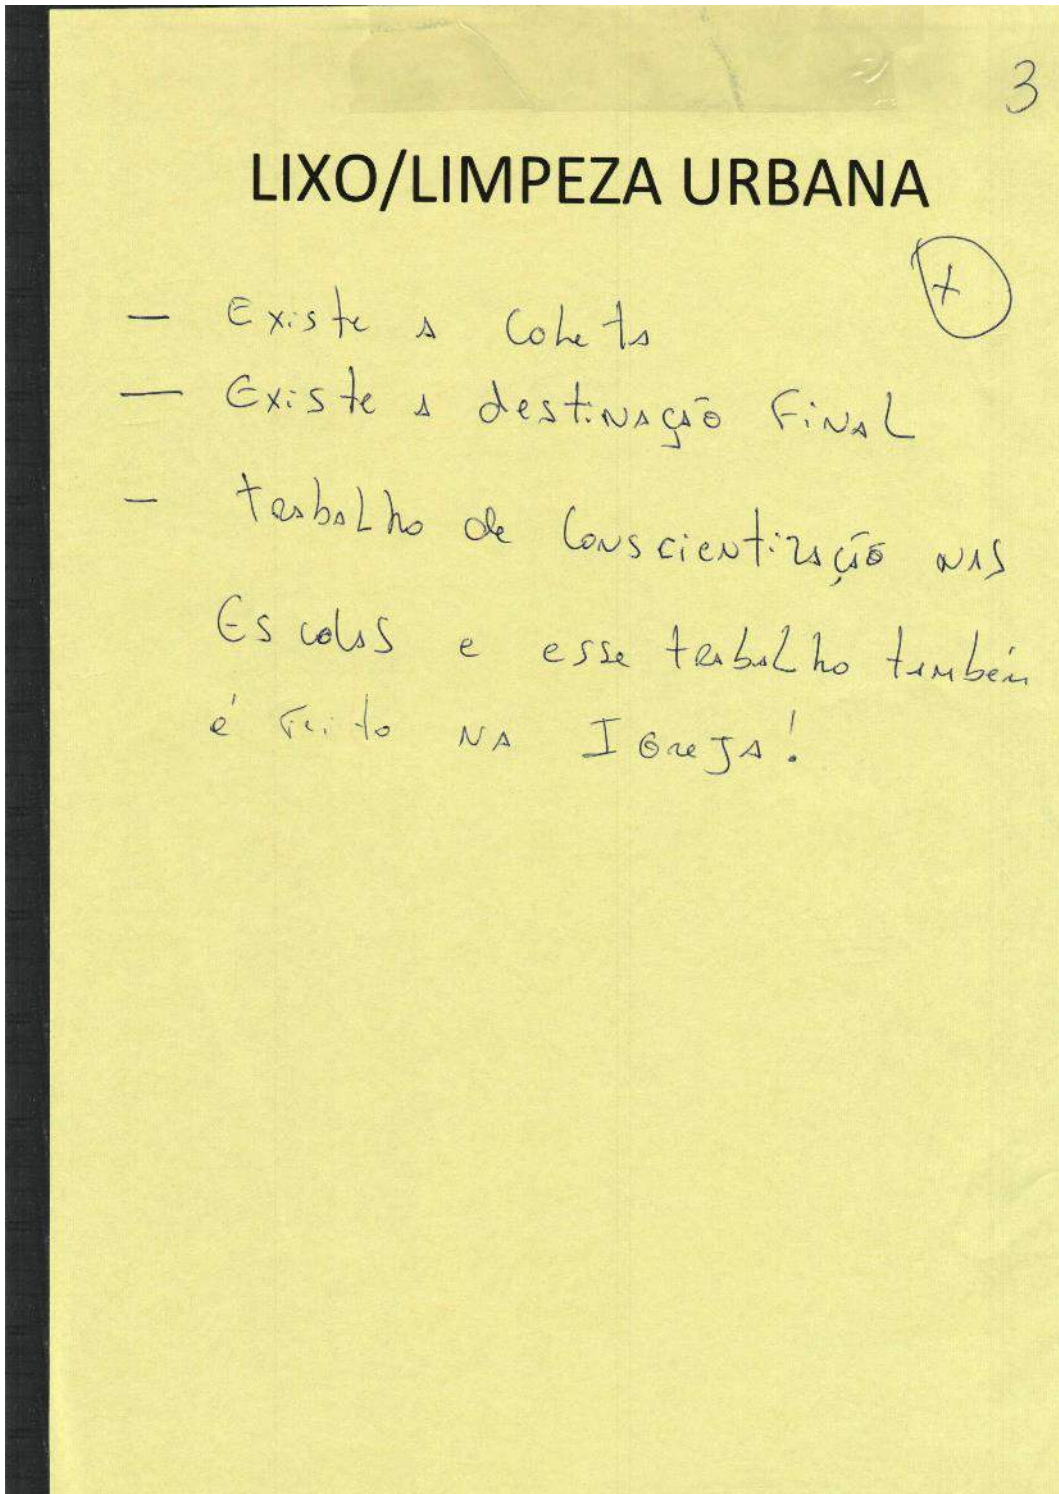 3
LIXO/LIMPEZA URBANA
+
— Existe a Coleta
— Existe a destinação Final
- trabalho de Conscientização nas
Escolas e esse trabalho também
é feito na Igreja!